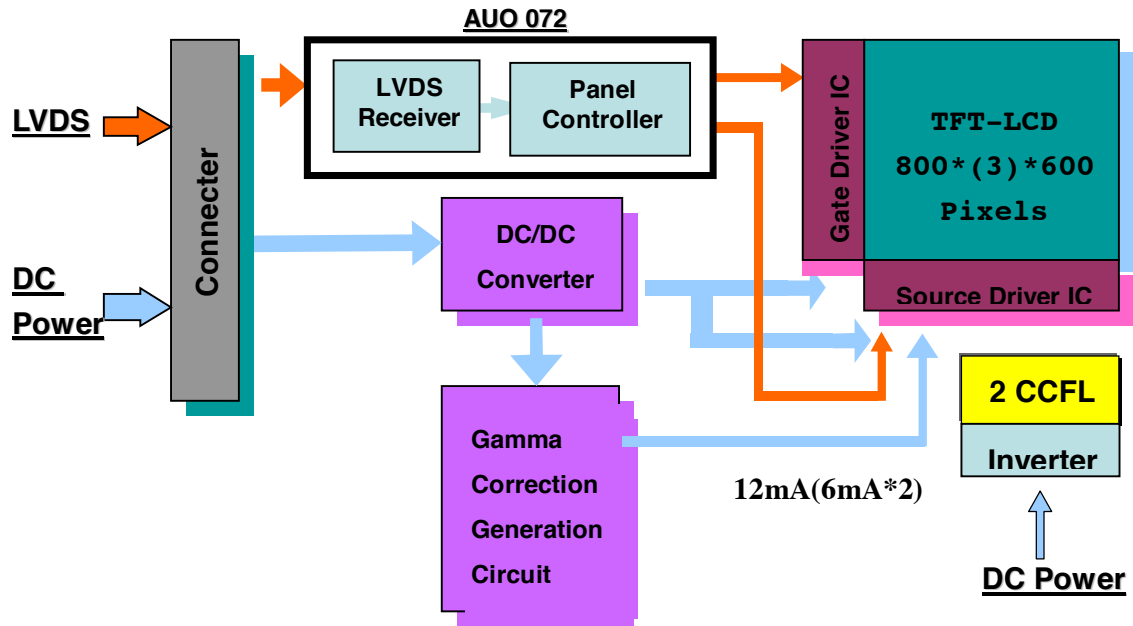 AUO 072
LVDS
Connecter
LVDS
Receiver
Panel
Controller
Gate Driver IC
TFT-LCD
800*(3)*600
Pixels
Source Driver IC
DC
Power
DC/DC
Converter
Gamma
Correction
Generation
Circuit
2 CCFL
Inverter
12mA(6mA*2)
DC Power